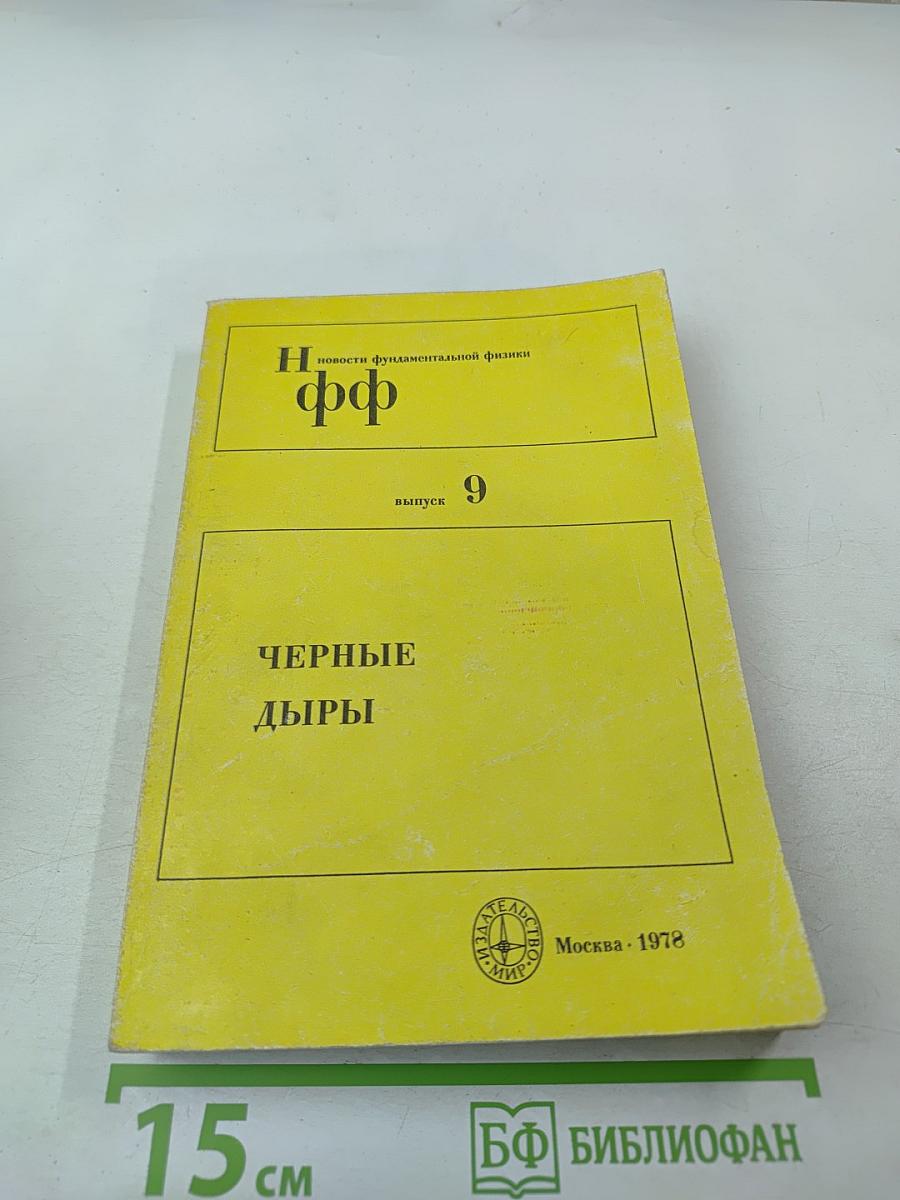 Н новости фундаментальной физики
фф
выпуск 9
ЧЕРНЫЕ
ДЫРЫ
ИЗДАТЕЛЬСТВО
• МИР •
Москва · 1978
15 см
БФ БИБЛИОФАН